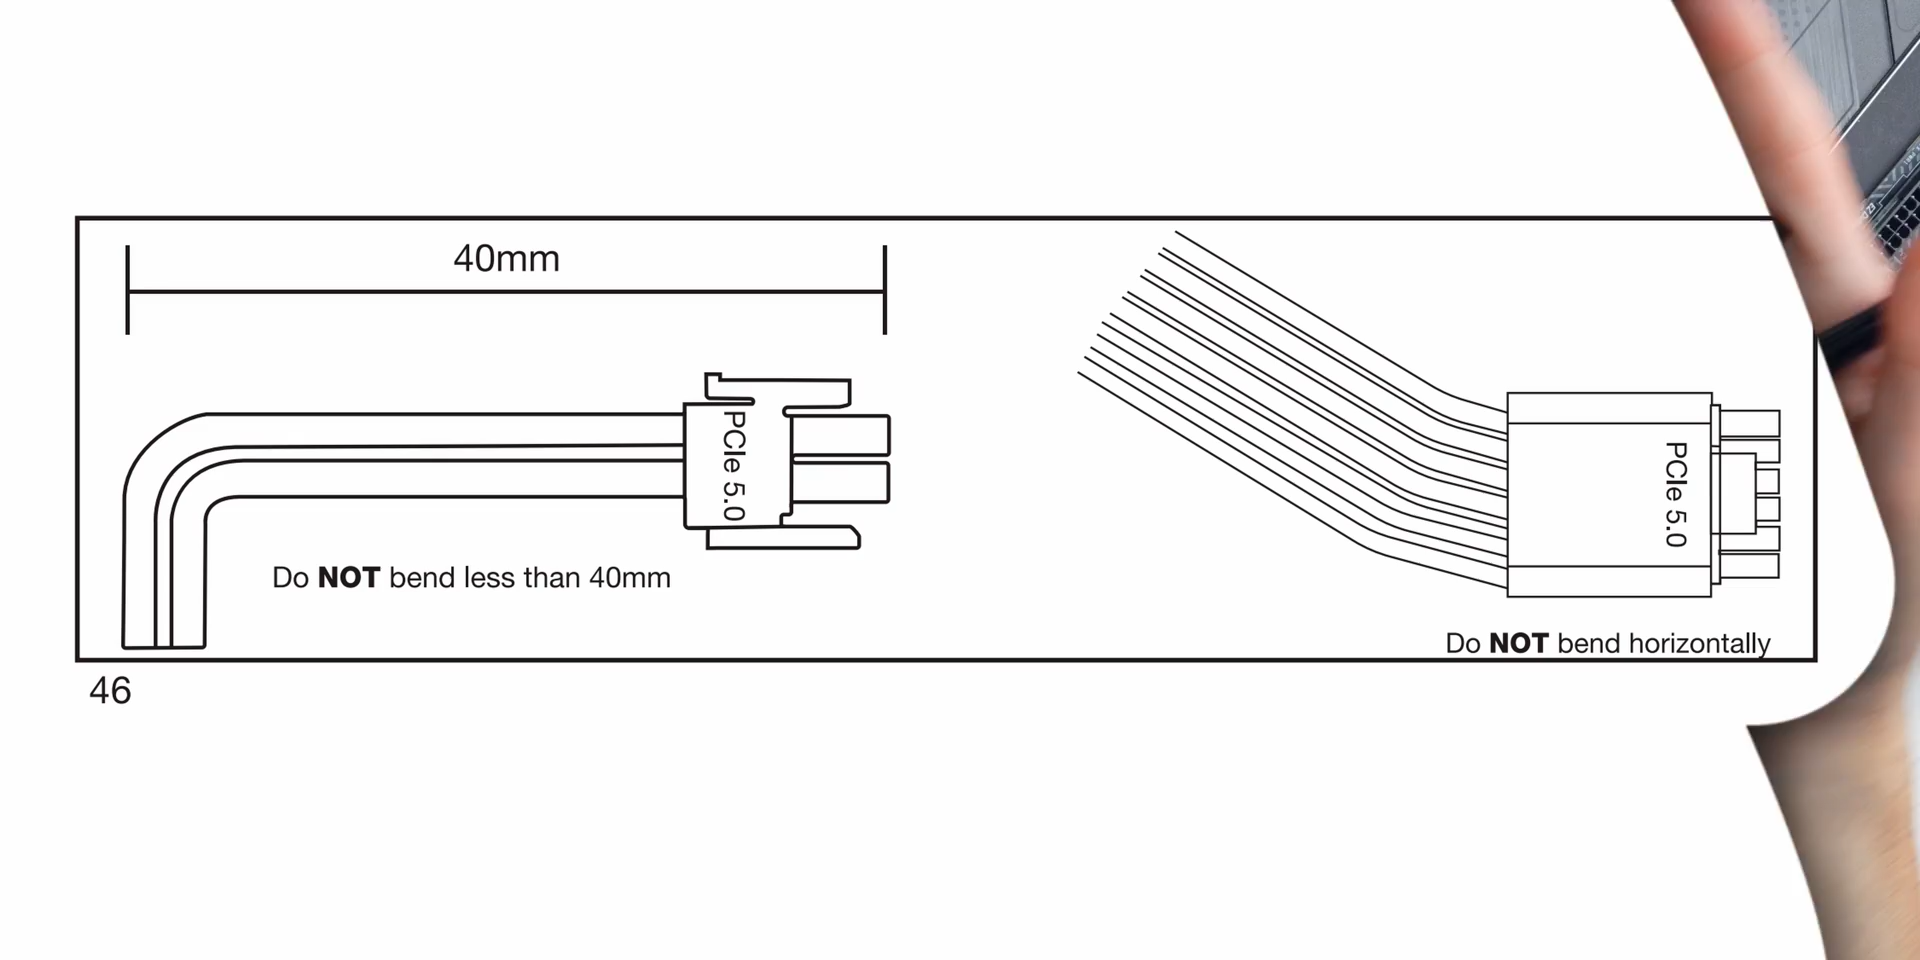 40mm
PCIe 5.0
Do NOT bend less than 40mm
PCIe 5.0
Do NOT bend horizontally
46